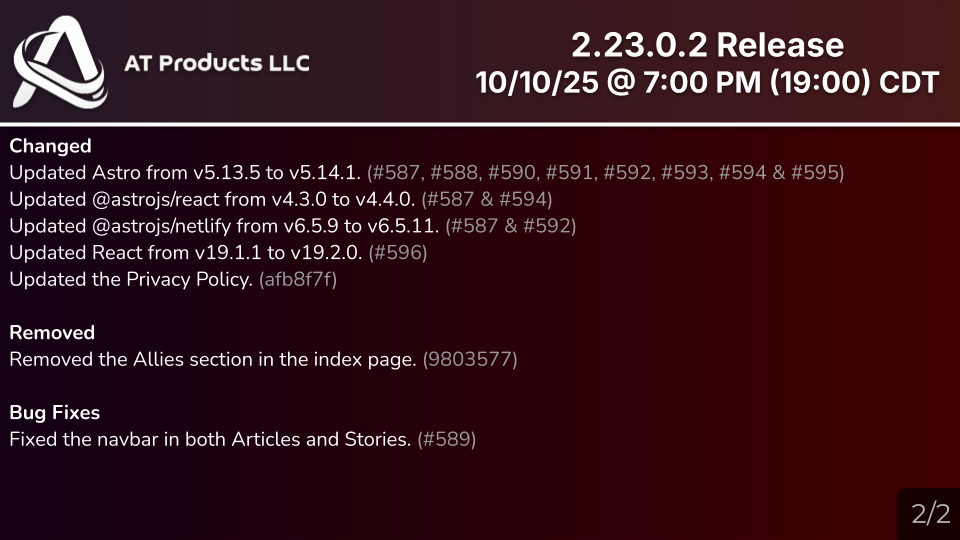 AT Products LLC
2.23.0.2 Release
10/10/25 @ 7:00 PM (19:00) CDT
Changed
Updated Astro from v5.13.5 to v5.14.1. (#587, #588, #590, #591, #592, #593, #594 & #595)
Updated @astrojs/react from v4.3.0 to v4.4.0. (#587 & #594)
Updated @astrojs/netlify from v6.5.9 to v6.5.11. (#587 & #592)
Updated React from v19.1.1 to v19.2.0. (#596)
Updated the Privacy Policy. (afb8f7f)
Removed
Removed the Allies section in the index page. (9803577)
Bug Fixes
Fixed the navbar in both Articles and Stories. (#589)
2/2